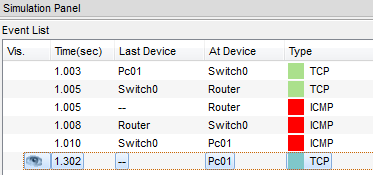 Simulation Panel
Event List
Vis. Time(sec) Last Device At Device Type
1.003 Pc01 Switch0 TCP
1.005 Switch0 Router TCP
1.005 -- Router ICMP
1.008 Router Switch0 ICMP
1.010 Switch0 Pc01 ICMP
1.302 -- Pc01 TCP